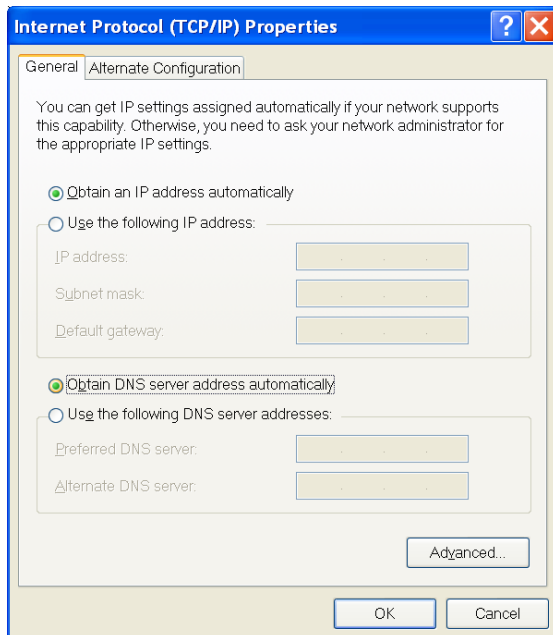 Internet Protocol (TCP/IP) Properties
General
Alternate Configuration
You can get IP settings assigned automatically if your network supports
this capability. Otherwise, you need to ask your network administrator for
the appropriate IP settings.
Obtain an IP address automatically
Use the following IP address:
IP address:
Subnet mask:
Default gateway:
Obtain DNS server address automatically
Use the following DNS server addresses:
Preferred DNS server:
Alternate DNS server:
Advanced...
OK
Cancel